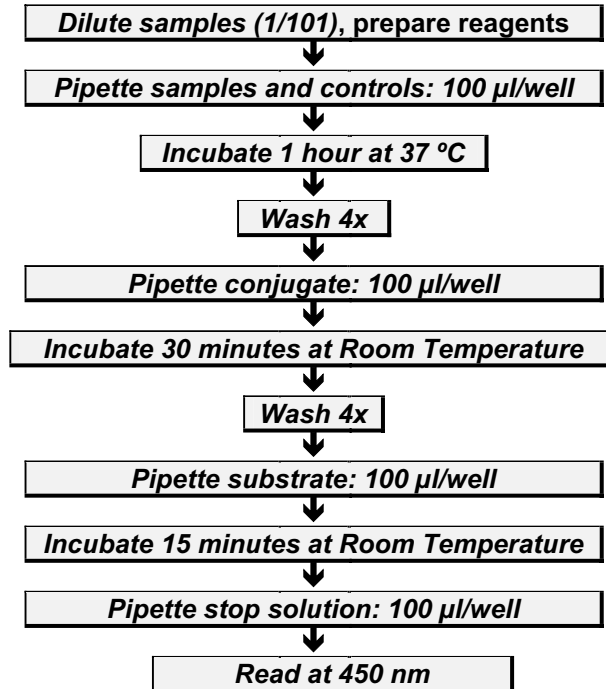 Dilute samples (1/101), prepare reagents
Pipette samples and controls: 100 µl/well
Incubate 1 hour at 37 ºC
Wash 4x
Pipette conjugate: 100 µl/well
Incubate 30 minutes at Room Temperature
Wash 4x
Pipette substrate: 100 µl/well
Incubate 15 minutes at Room Temperature
Pipette stop solution: 100 µl/well
Read at 450 nm